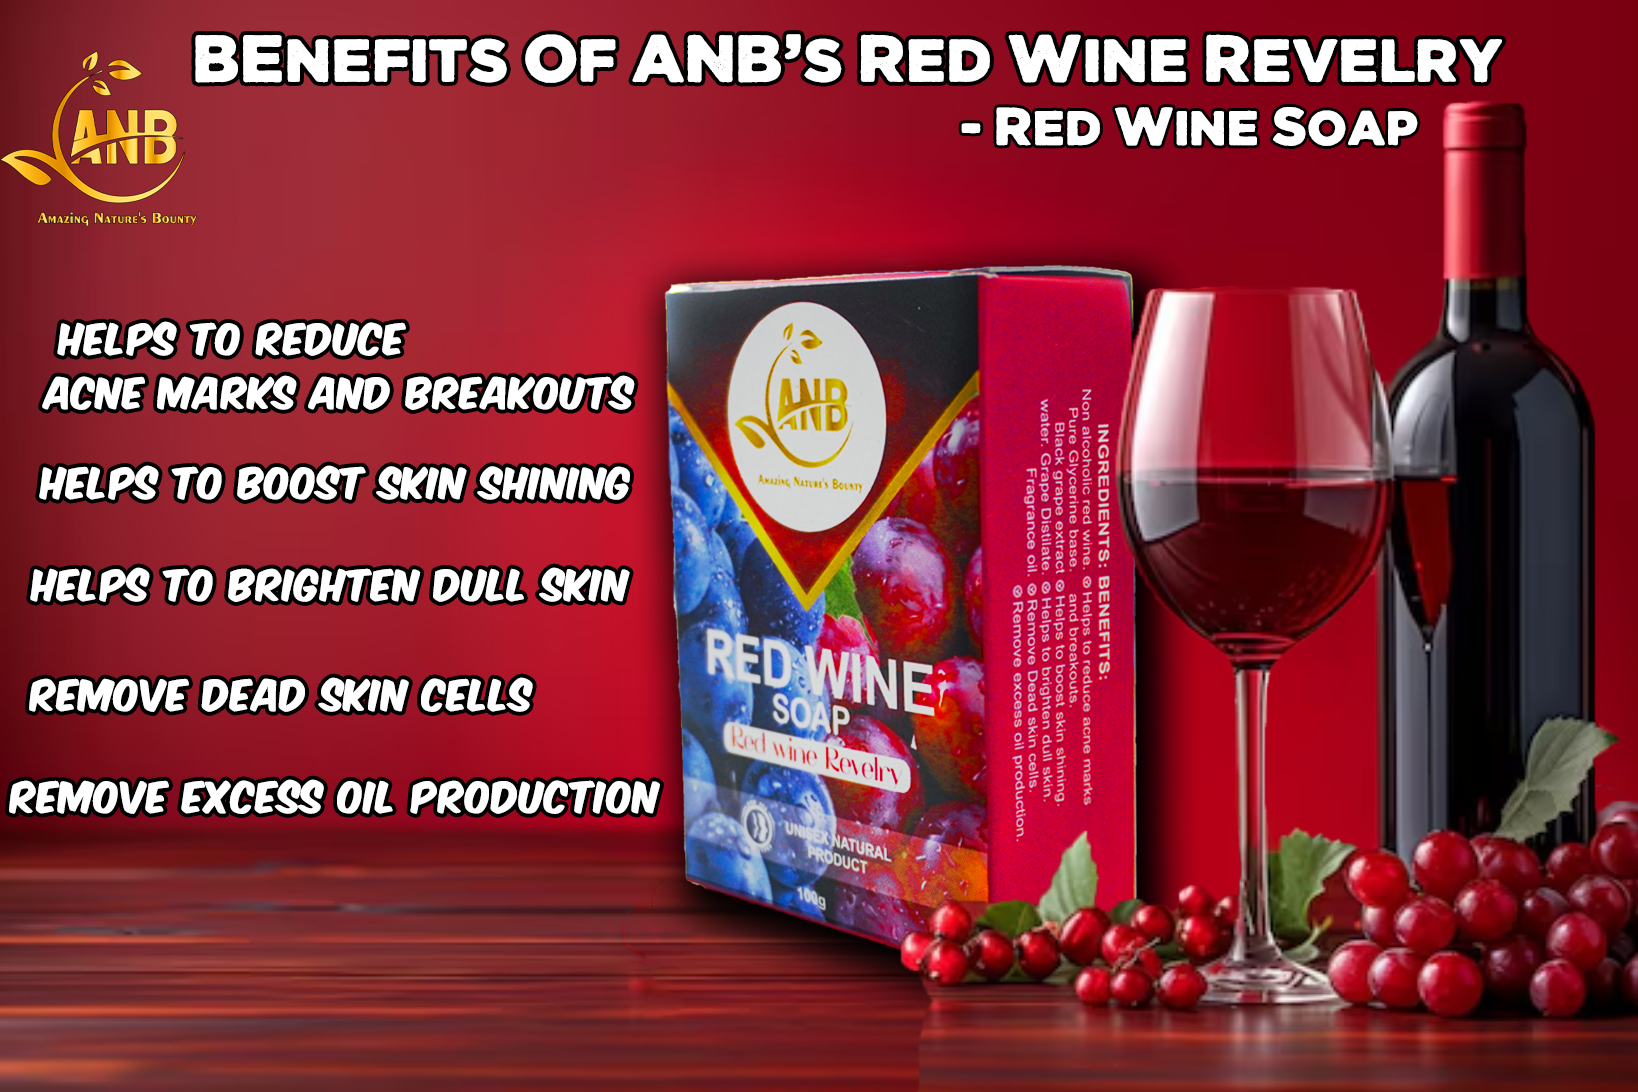 BENEFITS OF ANB'S RED WINE REVELRY
- RED WINE SOAP
ANB
AMAZING NATURE'S BOUNTY
HELPS TO REDUCE
ACNE MARKS AND BREAKOUTS
HELPS TO BOOST SKIN SHINING
HELPS TO BRIGHTEN DULL SKIN
REMOVE DEAD SKIN CELLS
REMOVE EXCESS OIL PRODUCTION
ANB
AMAZING NATURE'S BOUNTY
RED WINE
SOAP
Red wine Revelry
UNISEX NATURAL
PRODUCT
100g
INGREDIENTS:
Non alcoholic red wine.
Pure Glycerine base.
Black grape extract
water. Grape Distilate.
Fragrance oil.
BENEFITS:
Helps to reduce acne marks
and breakouts.
Helps to boost skin shining.
Helps to brighten dull skin.
Remove Dead skin cells.
Remove excess oil production.